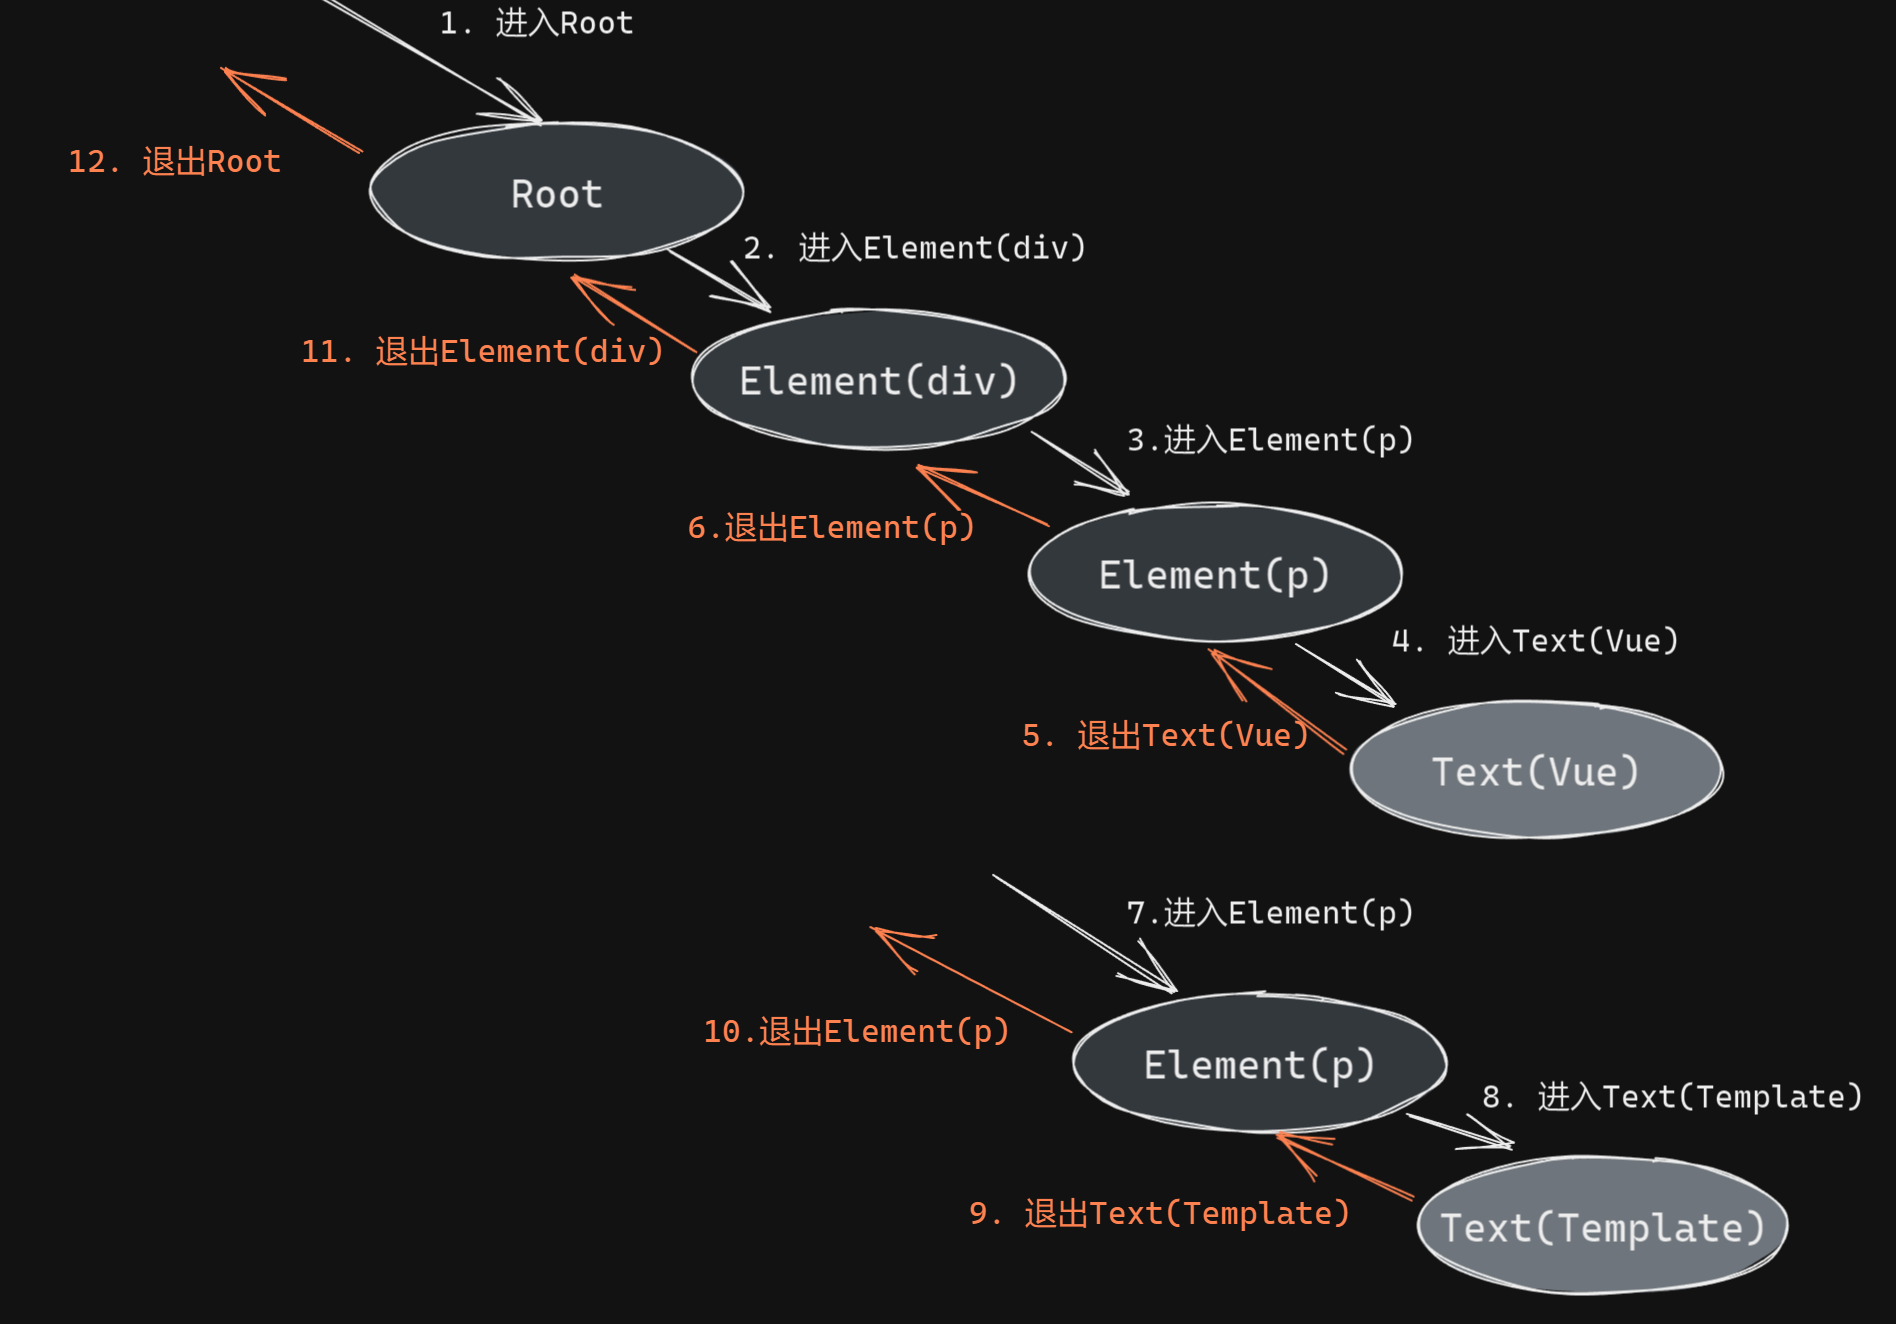 1. 进入Root
12. 退出Root
Root
2. 进入Element(div)
11. 退出Element(div)
Element(div)
3.进入Element(p)
6.退出Element(p)
Element(p)
4. 进入Text(Vue)
5. 退出Text(Vue)
Text(Vue)
7.进入Element(p)
10.退出Element(p)
Element(p)
8. 进入Text(Template)
9. 退出Text(Template)
Text(Template)